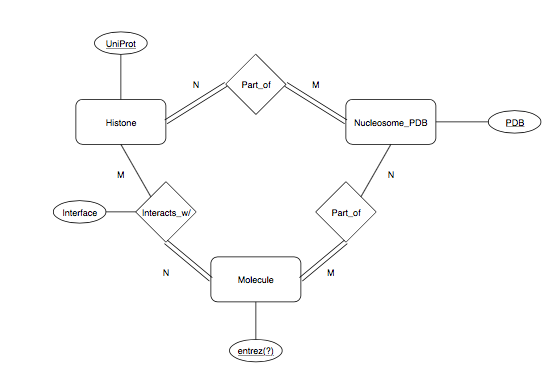 UniProt
N
Part_of
M
Histone
Nucleosome_PDB
PDB
M
N
Interface
Interacts_w/
Part_of
N
M
Molecule
entrez(?)